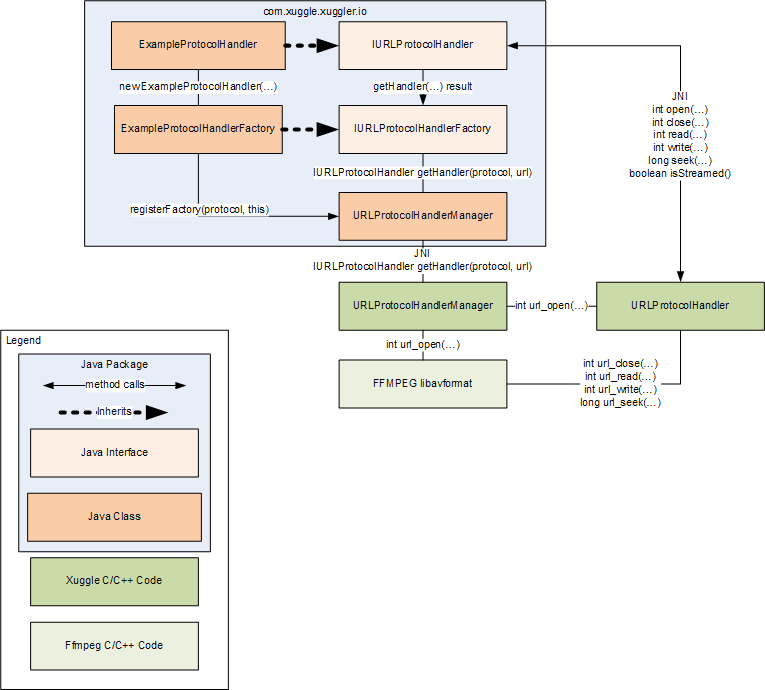 com.xuggle.xuggler.io
ExampleProtocolHandler
IURLProtocolHandler
newExampleProtocolHandler(...)
getHandler(...) result
ExampleProtocolHandlerFactory
IURLProtocolHandlerFactory
IURLProtocolHandler getHandler(protocol, url)
registerFactory(protocol, this)
URLProtocolHandlerManager
JNI
int open(...)
int close(...)
int read(...)
int write(...)
long seek(...)
boolean isStreamed()
JNI
IURLProtocolHandler getHandler(protocol, url)
URLProtocolHandlerManager
int url_open(...)
URLProtocolHandler
int url_open(...)
FFMPEG libavformat
int url_close(...)
int url_read(...)
int url_write(...)
long url_seek(...)
Legend
Java Package
method calls
Inherits
Java Interface
Java Class
Xuggle C/C++ Code
Ffmpeg C/C++ Code